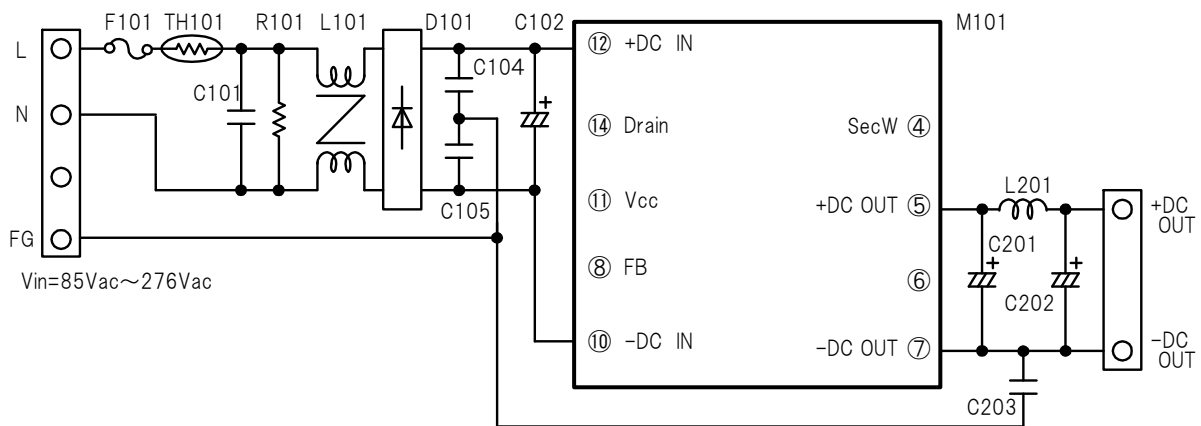 F101 TH101 R101 L101 D101 C102 M101
L
⑫ +DC IN
C104
C101
N
⑭ Drain
SecW ④
L201
⑪ Vcc
+DC OUT ⑤
+DC
OUT
C105
FG
C201
⑧ FB
⑥
Vin=85Vac～276Vac
C202
⑩ -DC IN
-DC OUT ⑦
-DC
OUT
C203